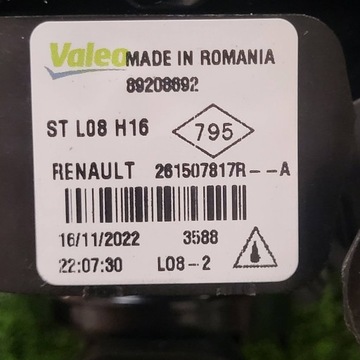 Valeo MADE IN ROMANIA
89208692
ST L08 H16 795
RENAULT 261507817R--A
16/11/2022 3588
22:07:30 L08-2